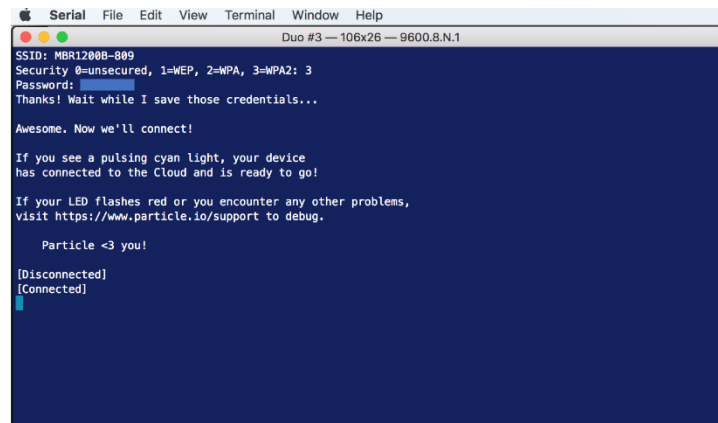 Serial File Edit View Terminal Window Help
Duo #3 — 106x26 — 9600.8.N.1
SSID: MBR1200B-809
Security 0=unsecured, 1=WEP, 2=WPA, 3=WPA2: 3
Password:
Thanks! Wait while I save those credentials...
Awesome. Now we'll connect!
If you see a pulsing cyan light, your device
has connected to the Cloud and is ready to go!
If your LED flashes red or you encounter any other problems,
visit https://www.particle.io/support to debug.
Particle <3 you!
[Disconnected]
[Connected]